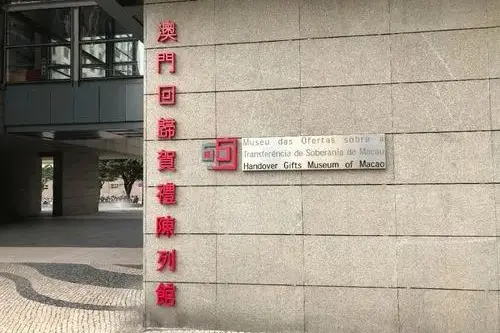 澳門回歸賀禮陳列館
Museu das Ofertas sobre a
Transferência de Soberania de Macau
Handover Gifts Museum of Macao